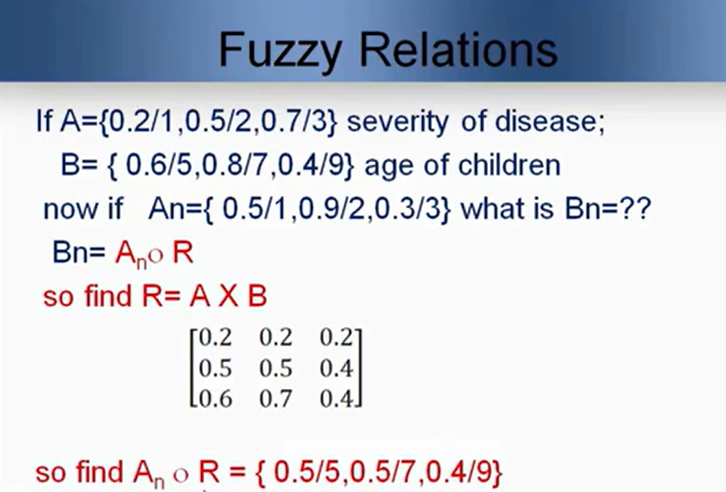 Fuzzy Relations
If A={0.2/1,0.5/2,0.7/3} severity of disease;
B= { 0.6/5,0.8/7,0.4/9} age of children
now if An={ 0.5/1,0.9/2,0.3/3} what is Bn=??
Bn= Aₙo R
so find R= A X B
[0.2 0.2 0.2]
[0.5 0.5 0.4]
[0.6 0.7 0.4]
so find Aₙ o R = { 0.5/5,0.5/7,0.4/9}